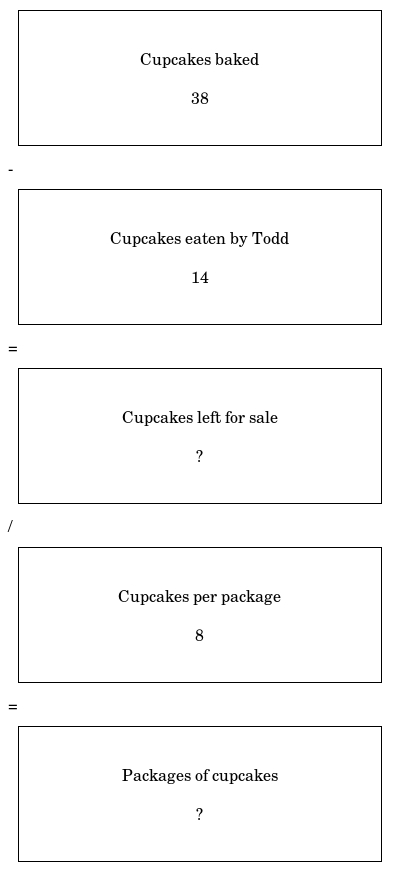 Cupcakes baked
38
-
Cupcakes eaten by Todd
14
=
Cupcakes left for sale
?
/
Cupcakes per package
8
=
Packages of cupcakes
?